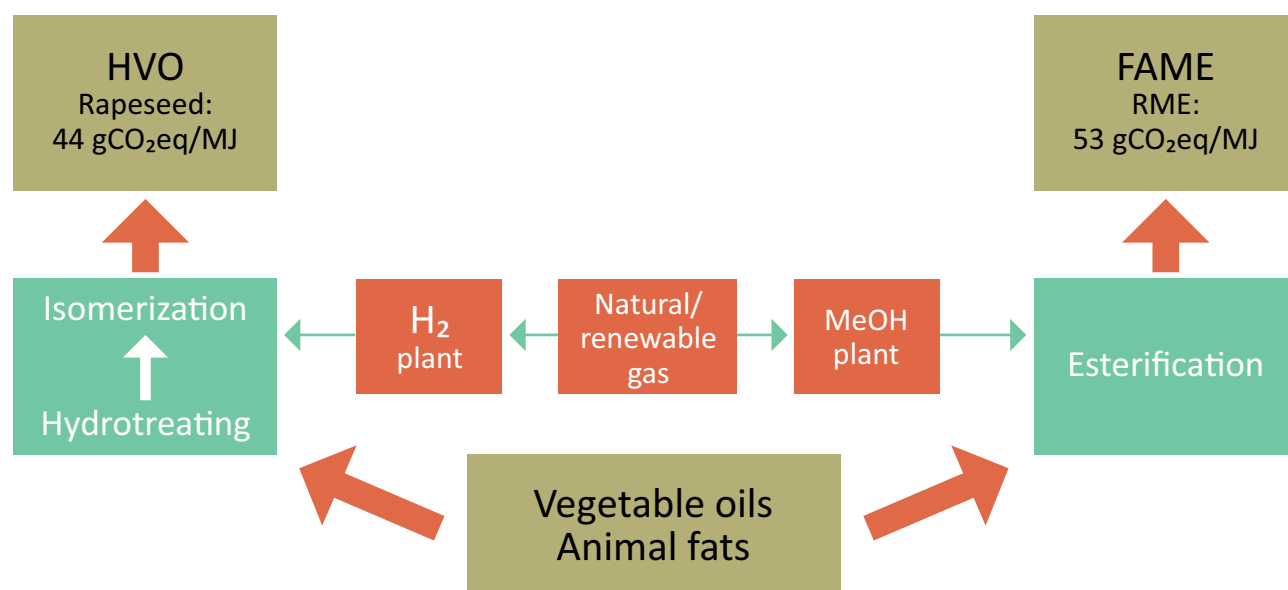 HVO
Rapeseed:
44 gCO₂eq/MJ
FAME
RME:
53 gCO₂eq/MJ
Isomerization
Hydrotreating
H₂
plant
Natural/
renewable
gas
MeOH
plant
Esterification
Vegetable oils
Animal fats